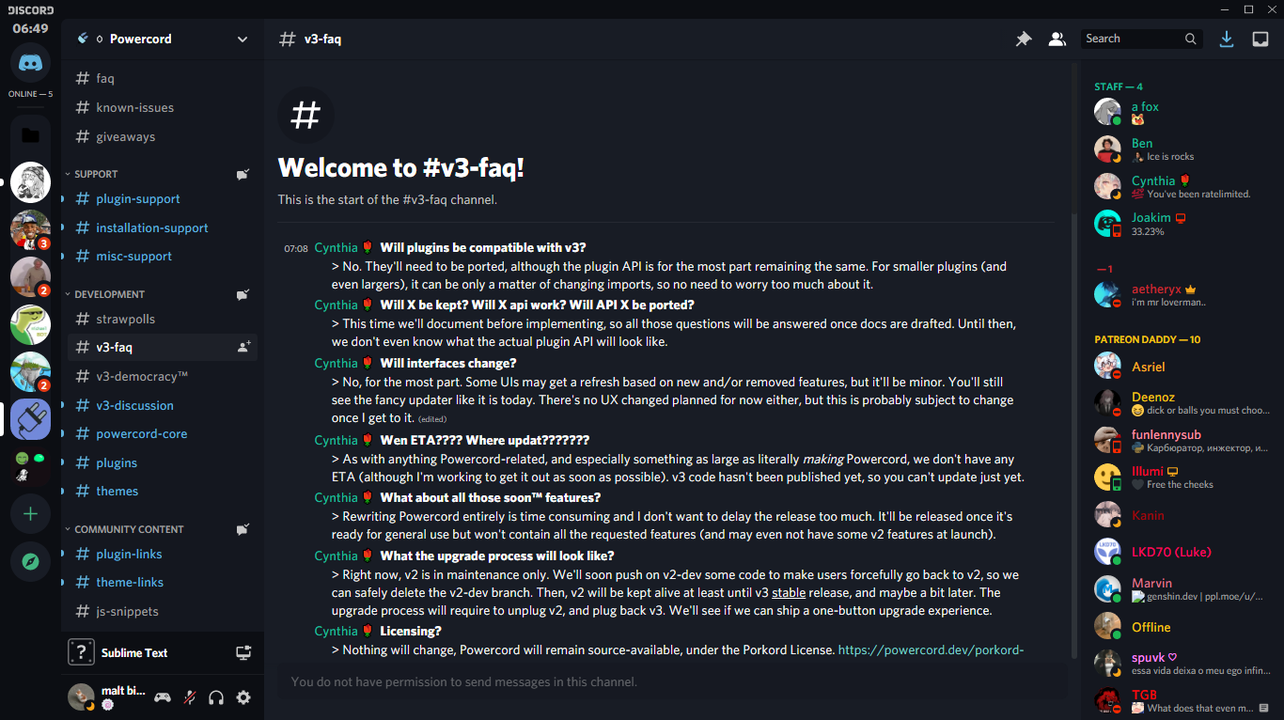 DISCORD
06:49
ONLINE — 5
3
2
2
Powercord
faq
known-issues
giveaways
SUPPORT
plugin-support
installation-support
misc-support
DEVELOPMENT
strawpolls
v3-faq
v3-democracy™
v3-discussion
powercord-core
plugins
themes
COMMUNITY CONTENT
plugin-links
theme-links
js-snippets
Sublime Text
malt bi...
# v3-faq
Search
#
Welcome to #v3-faq!
This is the start of the #v3-faq channel.
07:08 Cynthia Will plugins be compatible with v3?
> No. They'll need to be ported, although the plugin API is for the most part remaining the same. For smaller plugins (and
even largers), it can be only a matter of changing imports, so no need to worry too much about it.
Cynthia Will X be kept? Will X api work? Will API X be ported?
> This time we'll document before implementing, so all those questions will be answered once docs are drafted. Until then,
we don't even know what the actual plugin API will look like.
Cynthia Will interfaces change?
> No, for the most part. Some UIs may get a refresh based on new and/or removed features, but it'll be minor. You'll still
see the fancy updater like it is today. There's no UX changed planned for now either, but this is probably subject to change
once I get to it. (edited)
Cynthia Wen ETA???? Where updat???????
> As with anything Powercord-related, and especially something as large as literally making Powercord, we don't have any
ETA (although I'm working to get it out as soon as possible). v3 code hasn't been published yet, so you can't update just yet.
Cynthia What about all those soon™ features?
> Rewriting Powercord entirely is time consuming and I don't want to delay the release too much. It'll be released once it's
ready for general use but won't contain all the requested features (and may even not have some v2 features at launch).
Cynthia What the upgrade process will look like?
> Right now, v2 is in maintenance only. We'll soon push on v2-dev some code to make users forcefully go back to v2, so we
can safely delete the v2-dev branch. Then, v2 will be kept alive at least until v3 stable release, and maybe a bit later. The
upgrade process will require to unplug v2, and plug back v3. We'll see if we can ship a one-button upgrade experience.
Cynthia Licensing?
> Nothing will change, Powercord will remain source-available, under the Porkord License. https://powercord.dev/porkord-
You do not have permission to send messages in this channel.
STAFF — 4
a fox
Ben
Ice is rocks
Cynthia
You've been ratelimited.
Joakim
33.23%
— 1
aetheryx
i'm mr loverman..
PATREON DADDY — 10
Asriel
Deenoz
dick or balls you must choo...
funlennysub
Карбюратор, инжектор, и...
Illumi
Free the cheeks
Kanin
LKD70 (Luke)
Marvin
genshin.dev | ppl.moe/u/...
Offline
spuvk ♡
essa vida deixa o meu ego infin...
TGB
What does that even m...